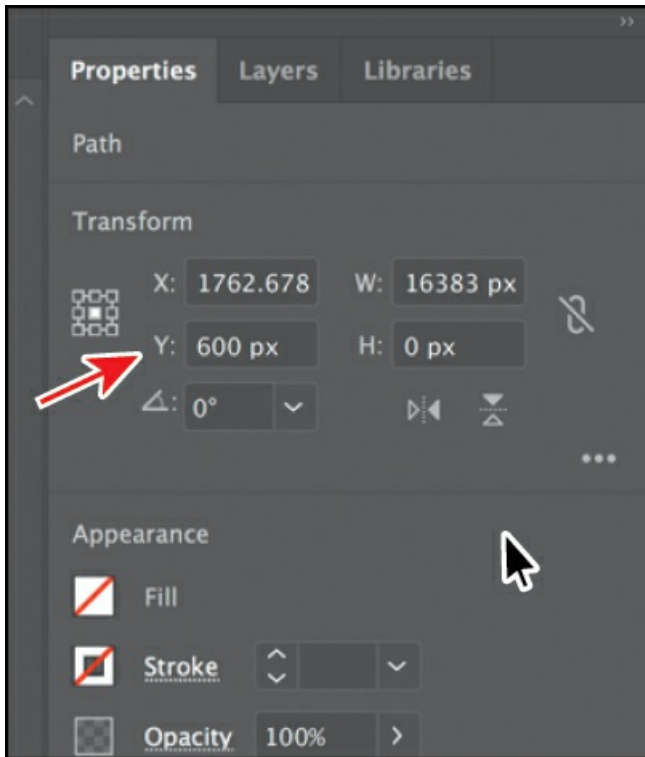 Properties Layers Libraries
Path
Transform
X: 1762.678 W: 16383 px
Y: 600 px H: 0 px
0°
Appearance
Fill
Stroke
Opacity 100%